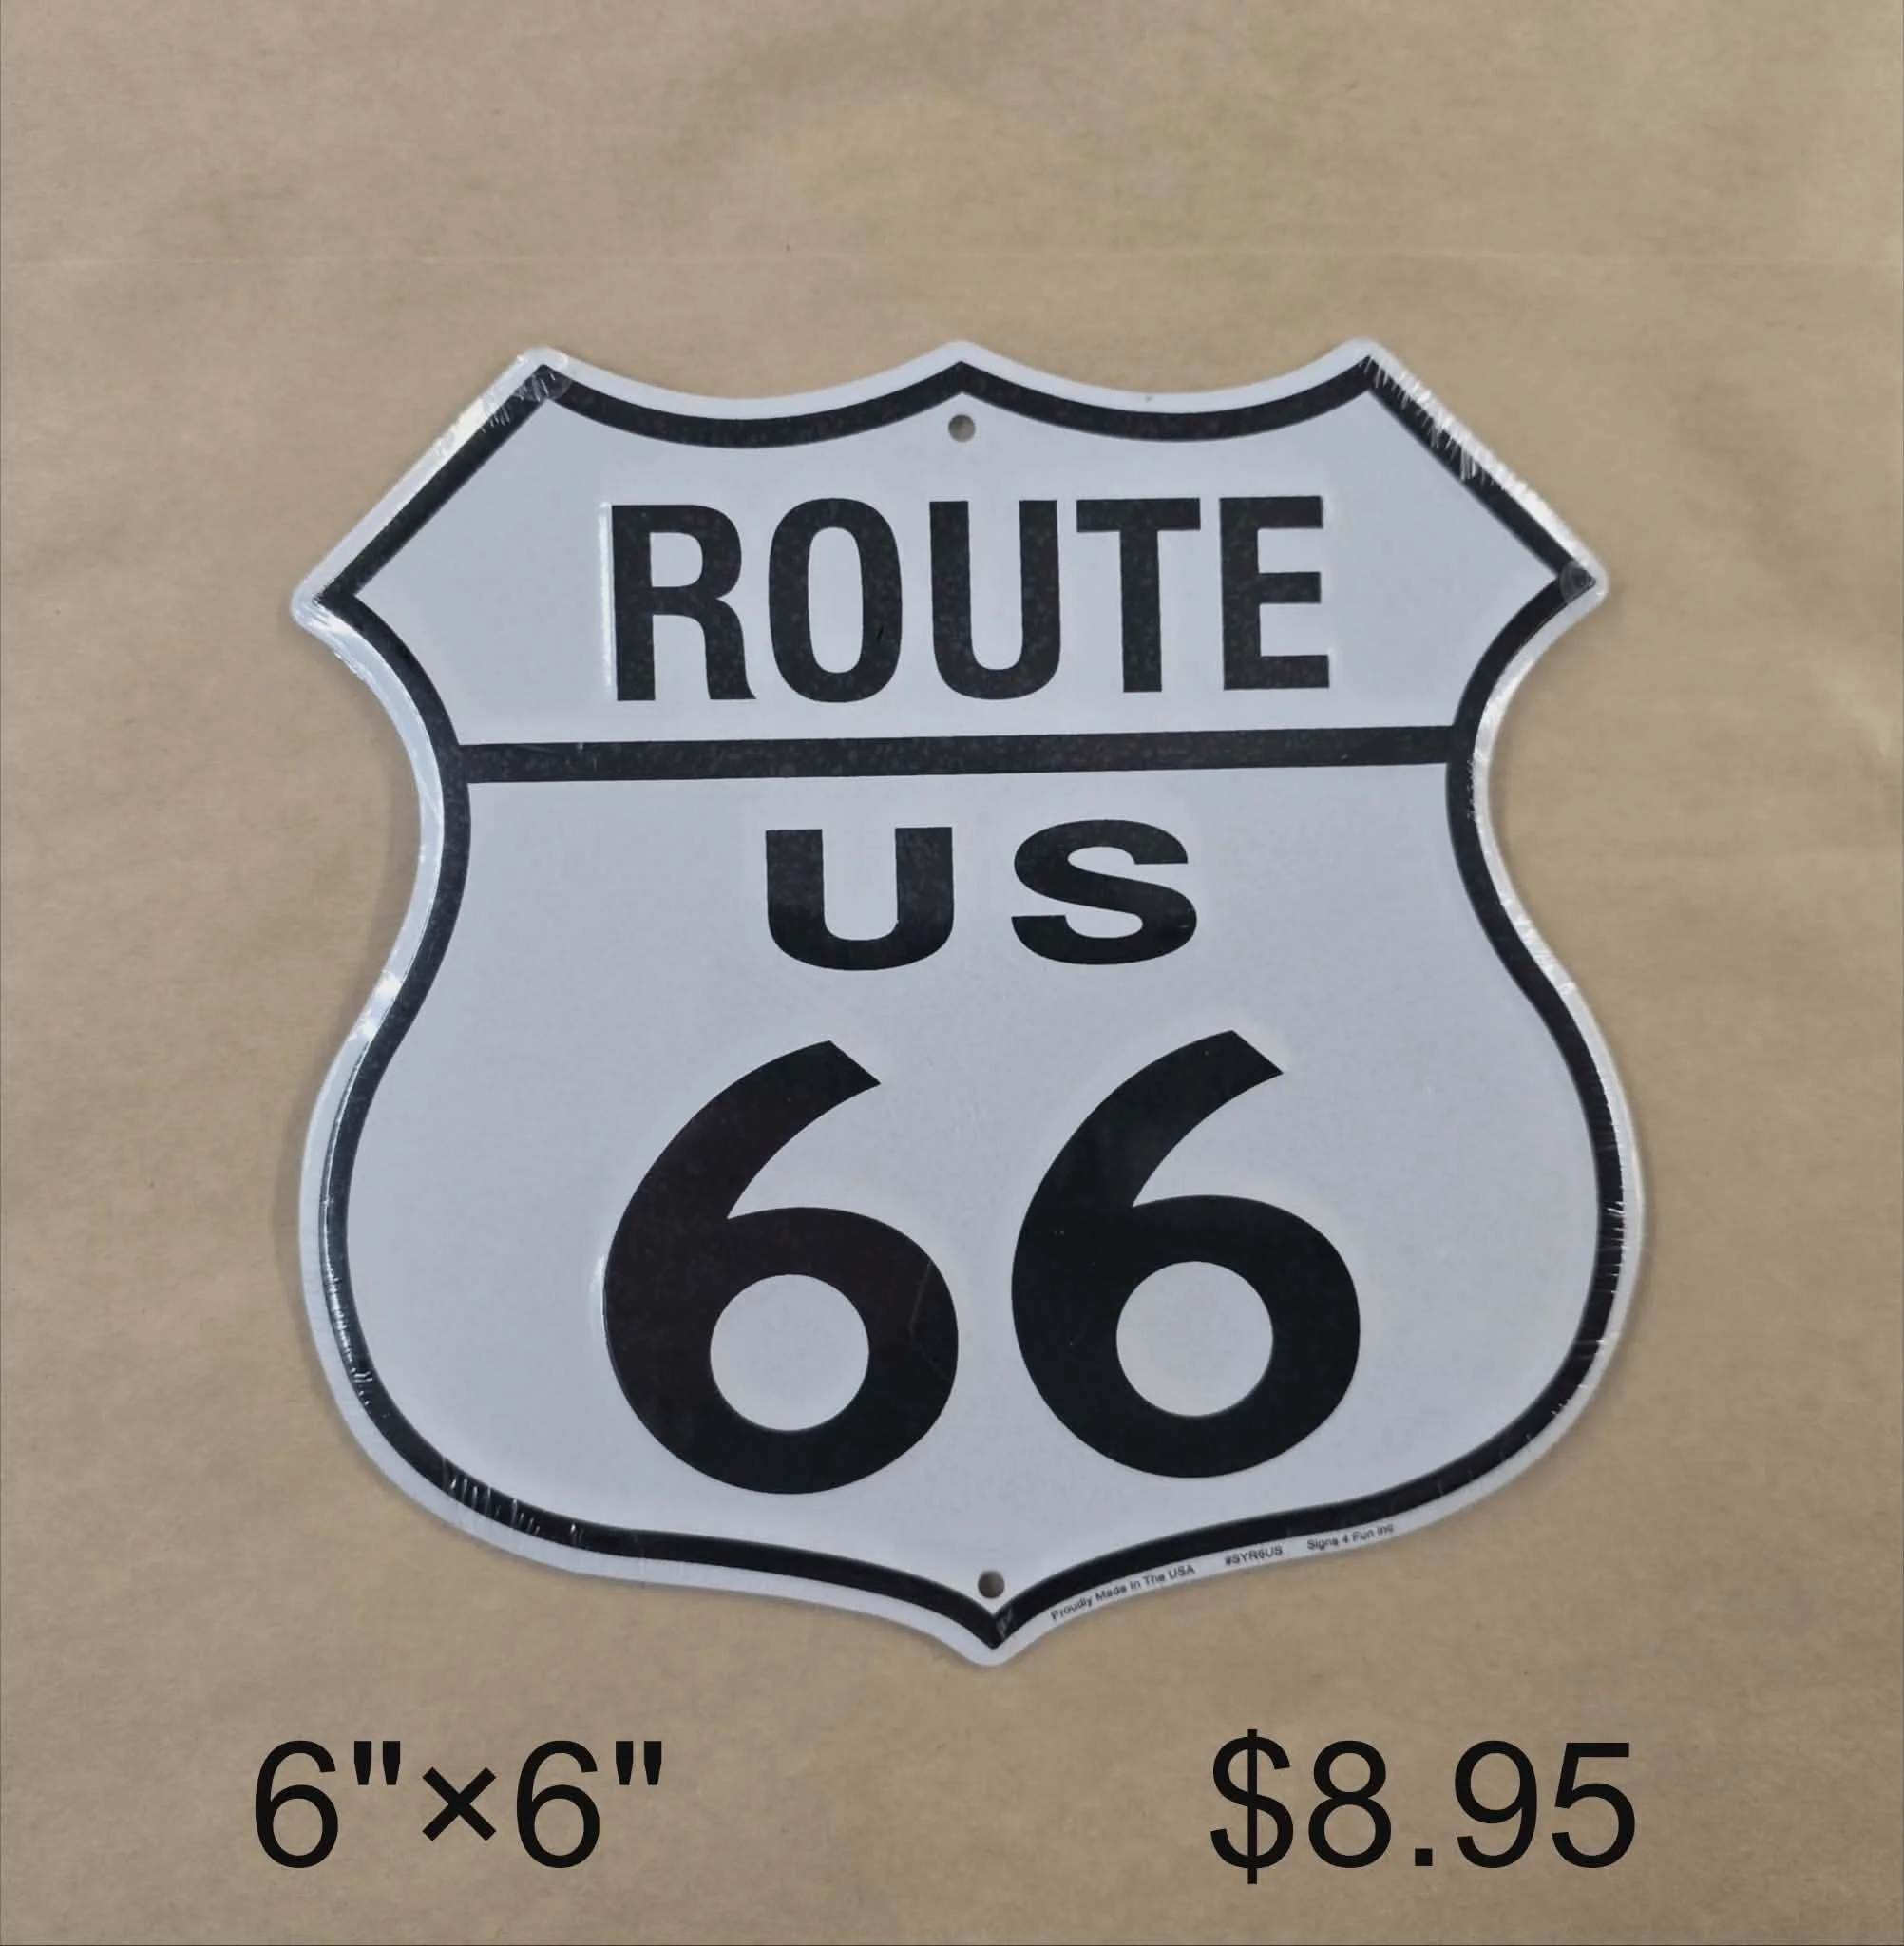 ROUTE
US
66
Proudly Made In The USA #SYR6US Signs 4 Fun Inc
6"×6" $8.95